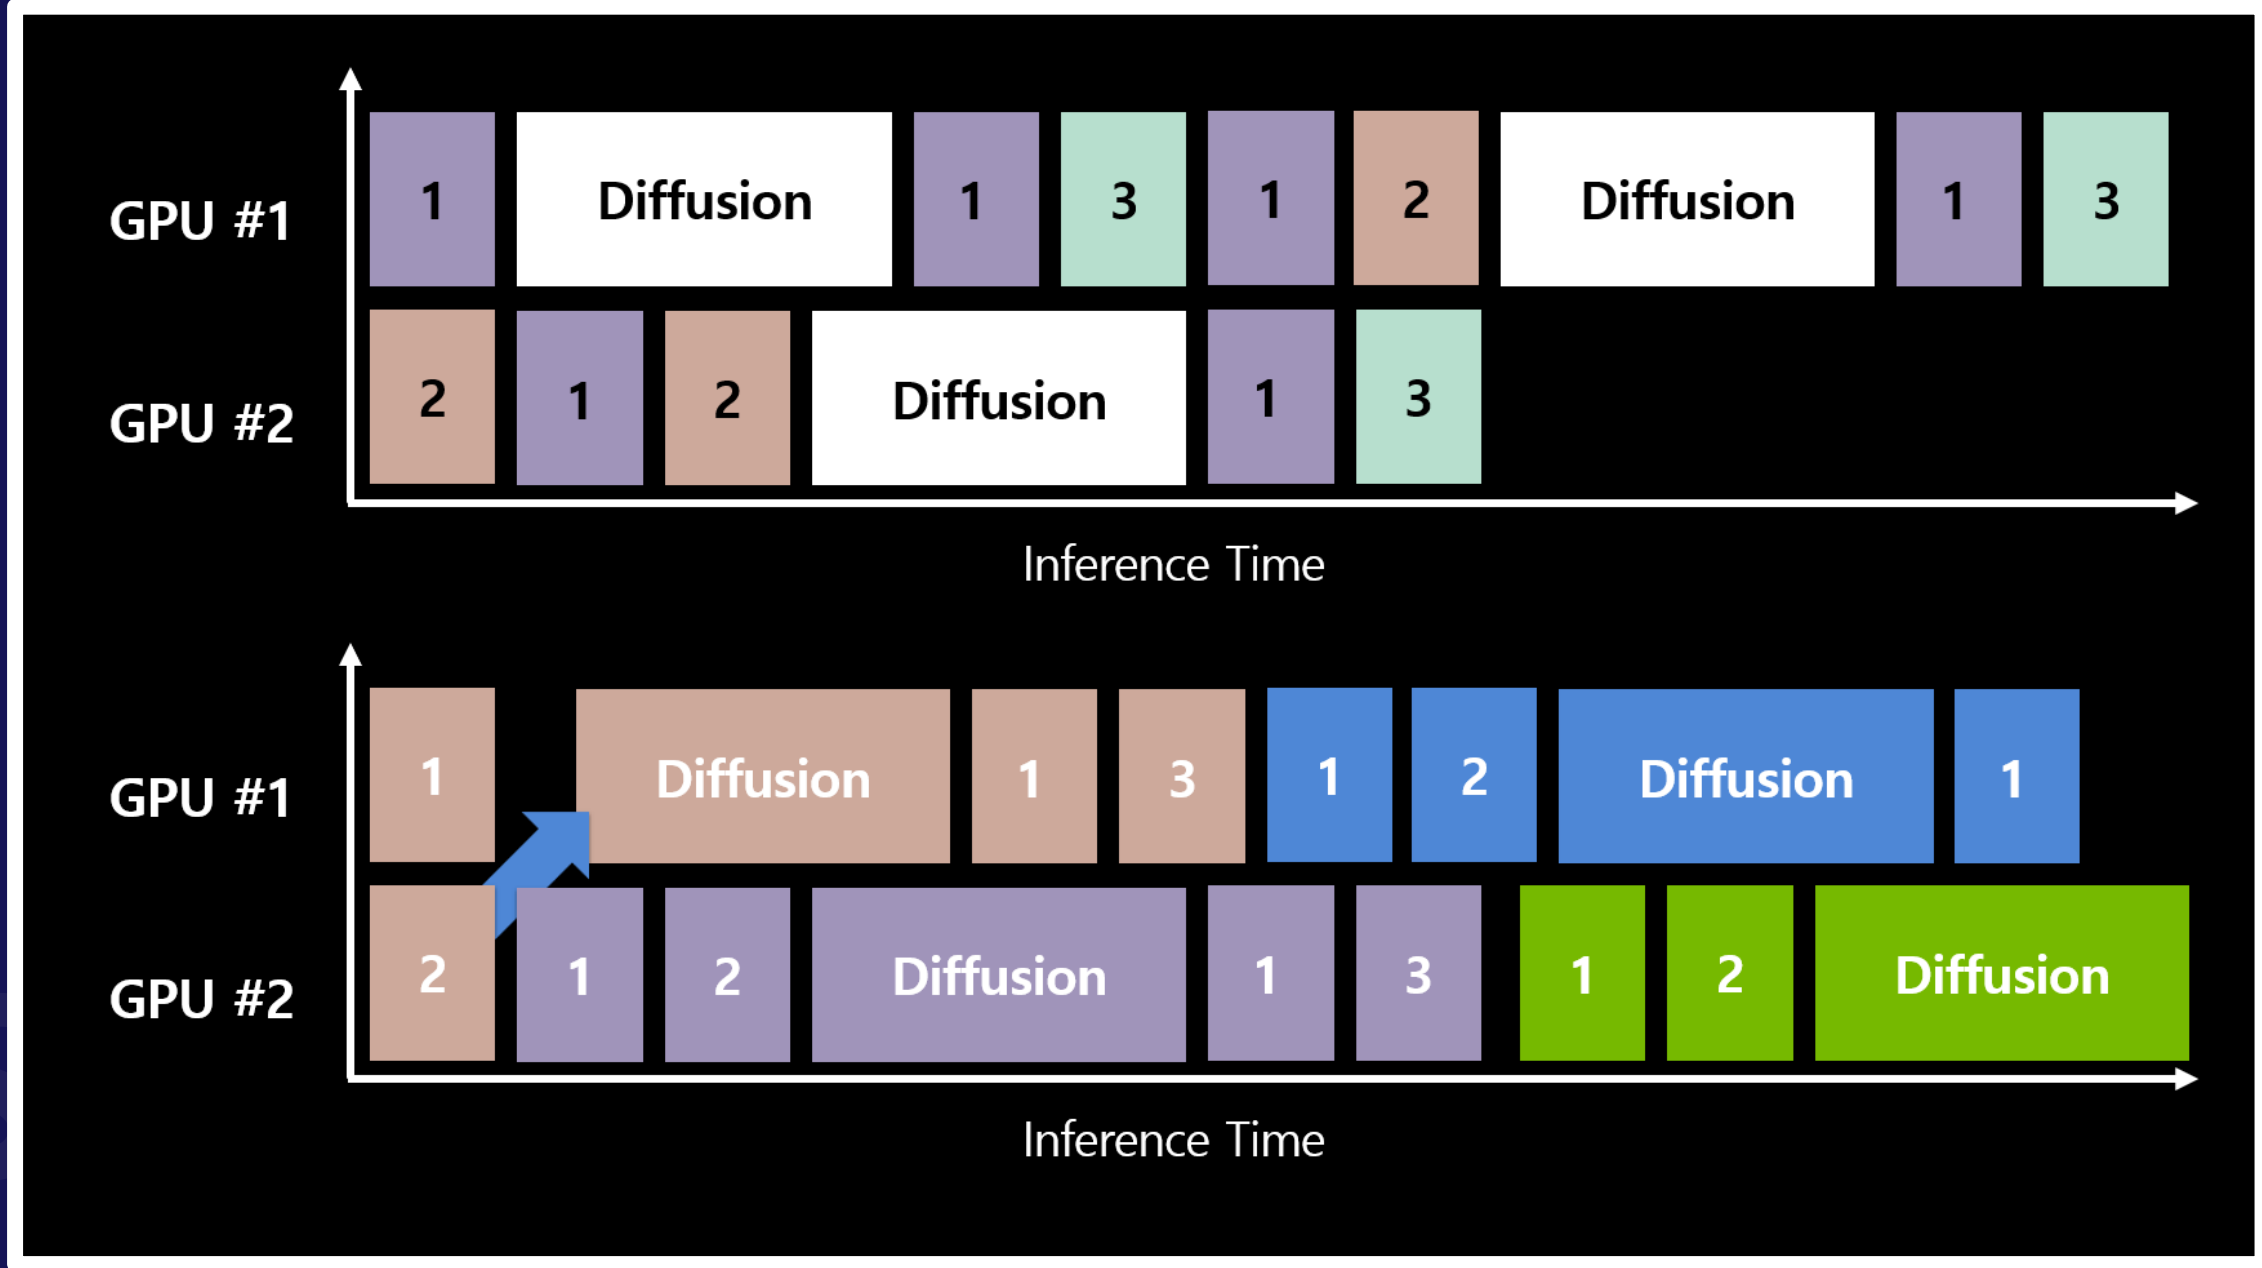 GPU #1
1 Diffusion 1 3 1 2 Diffusion 1 3
GPU #2
2 1 2 Diffusion 1 3
Inference Time
GPU #1
1 Diffusion 1 3 1 2 Diffusion 1
GPU #2
2 1 2 Diffusion 1 3 1 2 Diffusion
Inference Time